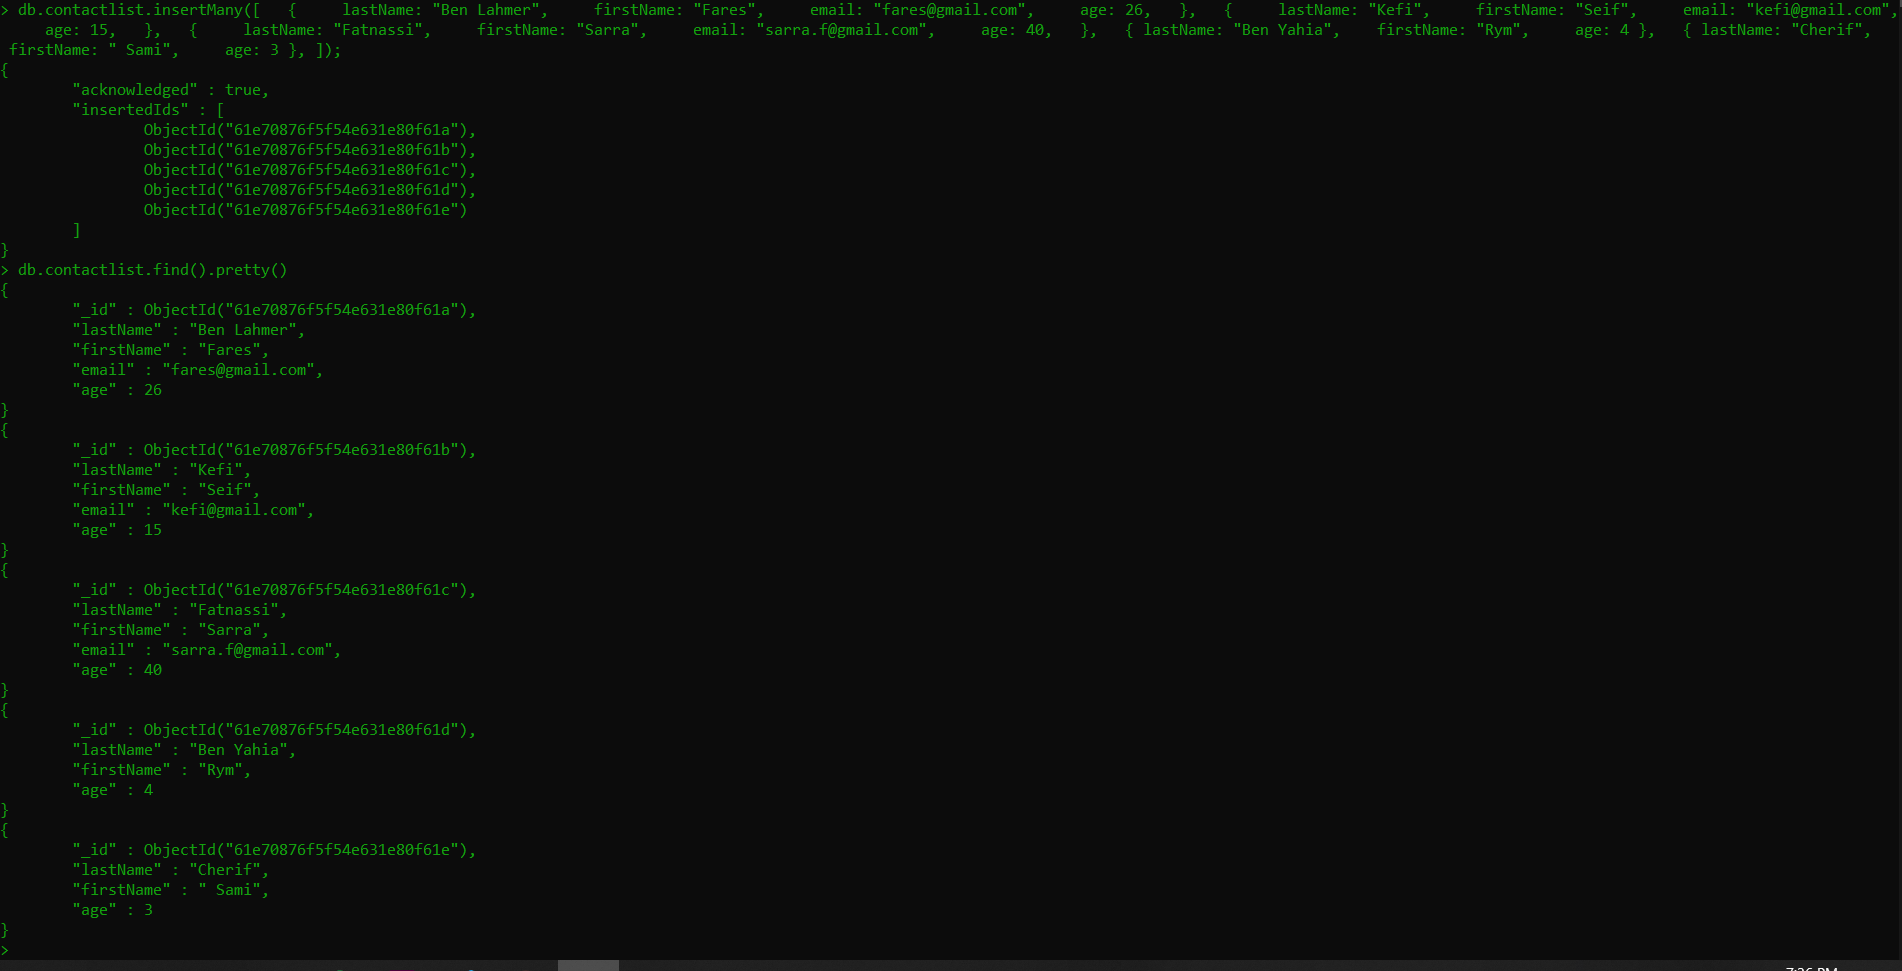 > db.contactlist.insertMany([   {     lastName: "Ben Lahmer",     firstName: "Fares",     email: "fares@gmail.com",     age: 26,   },   {     lastName: "Kefi",     firstName: "Seif",     email: "kefi@gmail.com",
     age: 15,   },   {     lastName: "Fatnassi",     firstName: "Sarra",     email: "sarra.f@gmail.com",     age: 40,   },   { lastName: "Ben Yahia",    firstName: "Rym",     age: 4 },   { lastName: "Cherif",
 firstName: " Sami",     age: 3 }, ]);
{
        "acknowledged" : true,
        "insertedIds" : [
                ObjectId("61e70876f5f54e631e80f61a"),
                ObjectId("61e70876f5f54e631e80f61b"),
                ObjectId("61e70876f5f54e631e80f61c"),
                ObjectId("61e70876f5f54e631e80f61d"),
                ObjectId("61e70876f5f54e631e80f61e")
        ]
}
> db.contactlist.find().pretty()
{
        "_id" : ObjectId("61e70876f5f54e631e80f61a"),
        "lastName" : "Ben Lahmer",
        "firstName" : "Fares",
        "email" : "fares@gmail.com",
        "age" : 26
}
{
        "_id" : ObjectId("61e70876f5f54e631e80f61b"),
        "lastName" : "Kefi",
        "firstName" : "Seif",
        "email" : "kefi@gmail.com",
        "age" : 15
}
{
        "_id" : ObjectId("61e70876f5f54e631e80f61c"),
        "lastName" : "Fatnassi",
        "firstName" : "Sarra",
        "email" : "sarra.f@gmail.com",
        "age" : 40
}
{
        "_id" : ObjectId("61e70876f5f54e631e80f61d"),
        "lastName" : "Ben Yahia",
        "firstName" : "Rym",
        "age" : 4
}
{
        "_id" : ObjectId("61e70876f5f54e631e80f61e"),
        "lastName" : "Cherif",
        "firstName" : " Sami",
        "age" : 3
}
>
7:26 PM